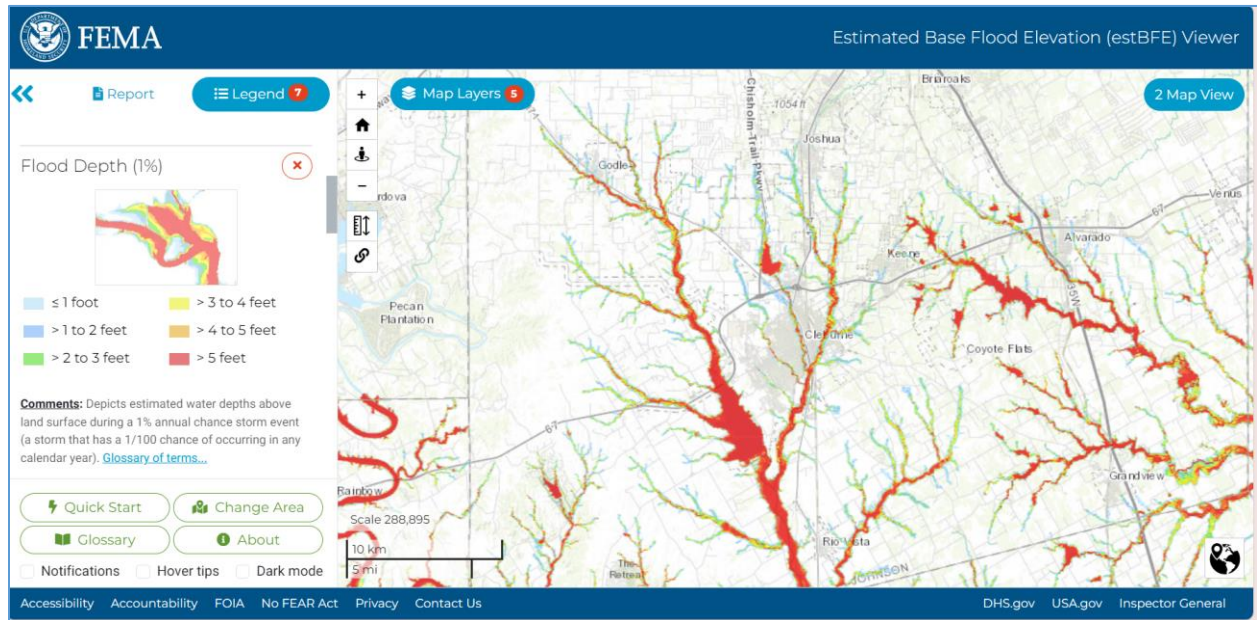 FEMA
Estimated Base Flood Elevation (estBFE) Viewer
Report
Legend 7
Map Layers 5
2 Map View
Flood Depth (1%)
≤ 1 foot
> 3 to 4 feet
> 1 to 2 feet
> 4 to 5 feet
> 2 to 3 feet
> 5 feet
Comments: Depicts estimated water depths above
land surface during a 1% annual chance storm event
(a storm that has a 1/100 chance of occurring in any
calendar year). Glossary of terms...
Quick Start
Change Area
Glossary
About
Notifications
Hover tips
Dark mode
Briaroaks
Chisholm-Trail-Pkwy
1054 ft
Joshua
Venus
67
Alvarado
Keene
35W
Pecan
Plantation
Coyote Flats
67
Grandview
Rainbow
Scale 288,895
10 km
5 mi
The
Retreat
JOHNSON
Accessibility
Accountability
FOIA
No FEAR Act
Privacy
Contact Us
DHS.gov
USA.gov
Inspector General